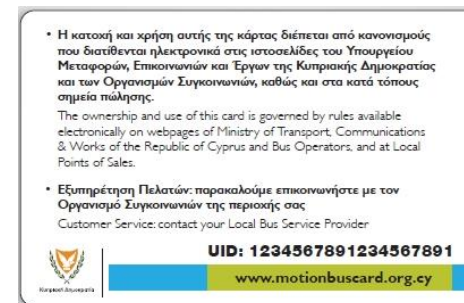 • Η κατοχή και χρήση αυτής της κάρτας διέπεται από κανονισμούς
που διατίθενται ηλεκτρονικά στις ιστοσελίδες του Υπουργείου
Μεταφορών, Επικοινωνιών και Έργων της Κυπριακής Δημοκρατίας
και των Οργανισμών Συγκοινωνιών, καθώς και στα κατά τόπους
σημεία πώλησης.
The ownership and use of this card is governed by rules available
electronically on webpages of Ministry of Transport, Communications
& Works of the Republic of Cyprus and Bus Operators, and at Local
Points of Sales.
• Εξυπηρέτηση Πελατών: παρακαλούμε επικοινωνήστε με τον
Οργανισμό Συγκοινωνιών της περιοχής σας
Customer Service: contact your Local Bus Service Provider
UID: 1234567891234567891
www.motionbuscard.org.cy
Κυπριακή Δημοκρατία